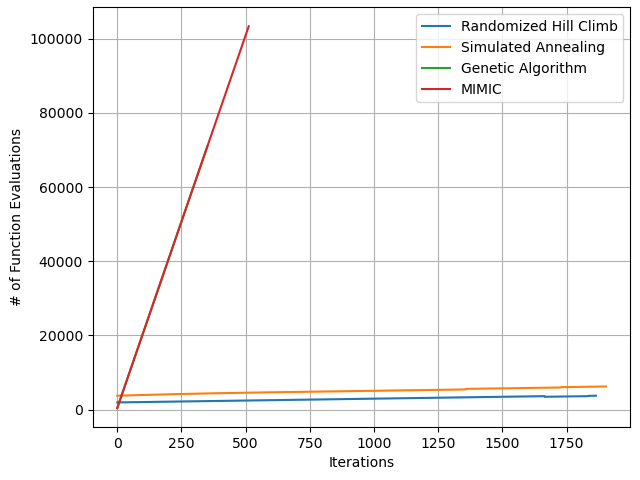 Randomized Hill Climb
Simulated Annealing
Genetic Algorithm
MIMIC
# of Function Evaluations
100000
80000
60000
40000
20000
0
0 250 500 750 1000 1250 1500 1750
Iterations